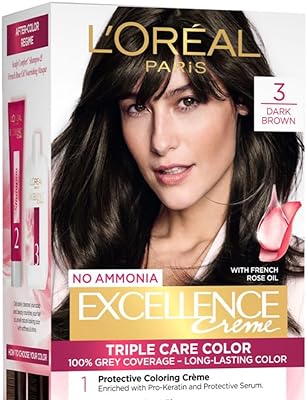 AFTER-COLOR
REGIME
L'ORÉAL
PARIS
3
DARK
BROWN
2
3
NO AMMONIA
WITH FRENCH
ROSE OIL
EXCELLENCE
Crème
TRIPLE CARE COLOR
100% GREY COVERAGE – LONG-LASTING COLOR
HOW TO CHOOSE YOUR COLOR?
1 Protective Coloring Crème
Enriched with Pro-Keratin and Protective Serum.